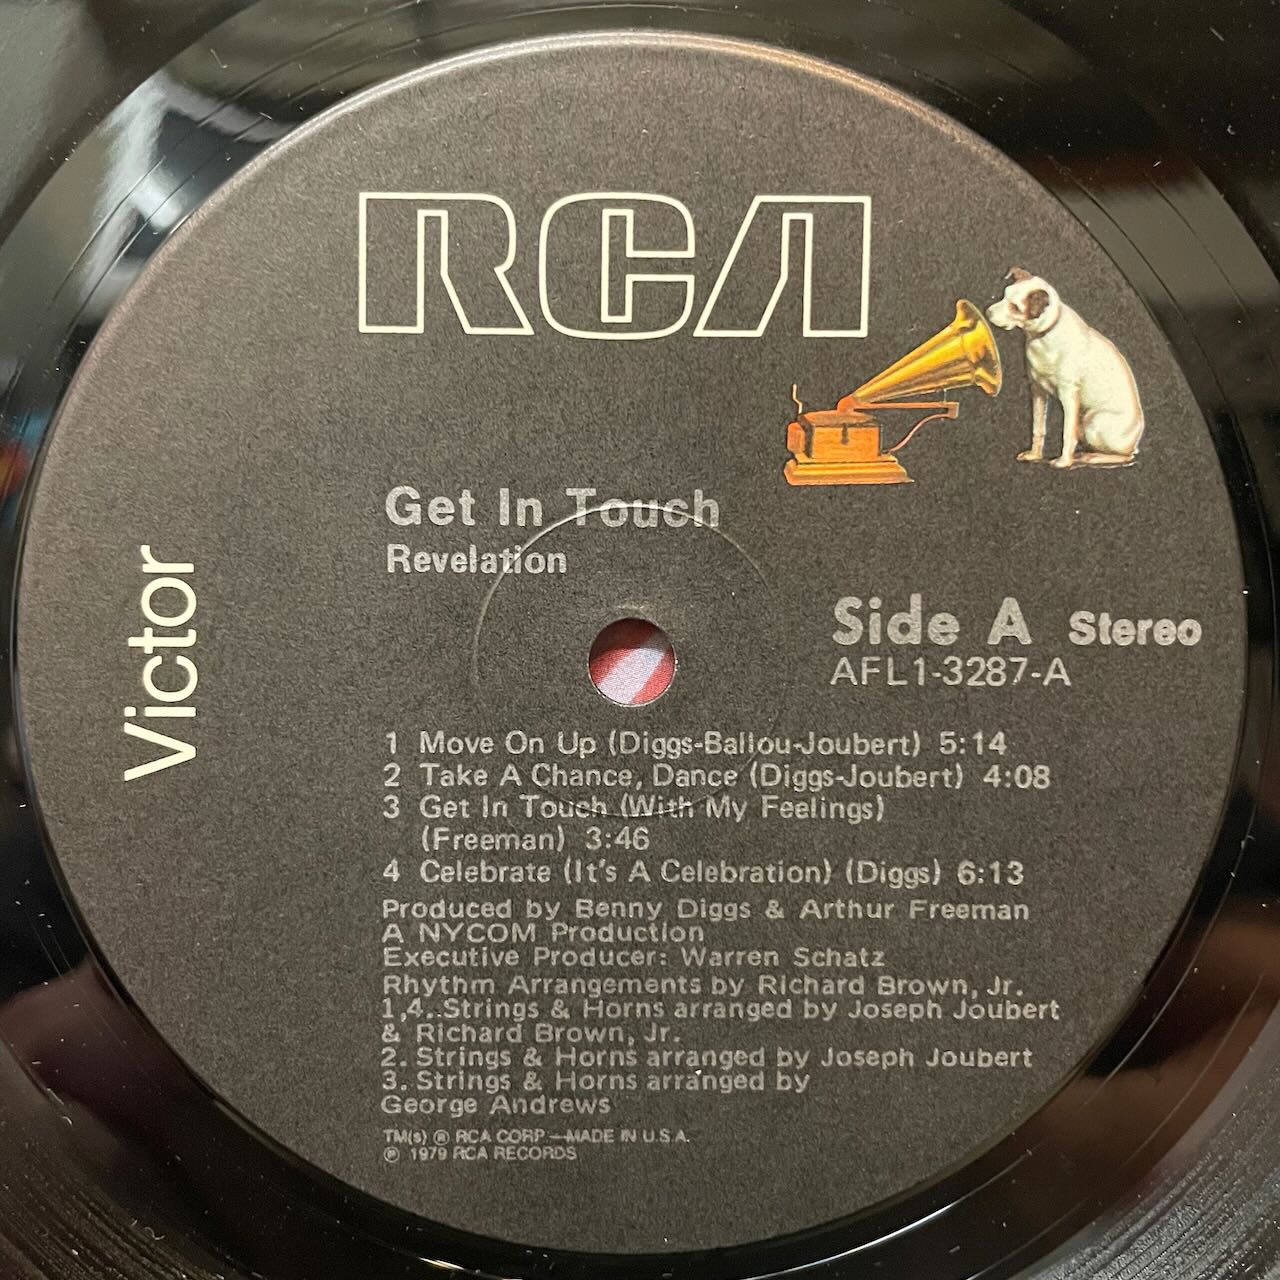 RCA
Victor
Get In Touch
Revelation
Side A Stereo
AFL1-3287-A
1 Move On Up (Diggs-Ballou-Joubert) 5:14
2 Take A Chance, Dance (Diggs-Joubert) 4:08
3 Get In Touch (With My Feelings)
(Freeman) 3:46
4 Celebrate (It's A Celebration) (Diggs) 6:13
Produced by Benny Diggs & Arthur Freeman
A NYCOM Production
Executive Producer: Warren Schatz
Rhythm Arrangements by Richard Brown, Jr.
1,4..Strings & Horns arranged by Joseph Joubert
& Richard Brown, Jr.
2. Strings & Horns arranged by Joseph Joubert
3. Strings & Horns arranged by
George Andrews
TM(s) ® RCA CORP—MADE IN U.S.A.
℗ 1979 RCA RECORDS